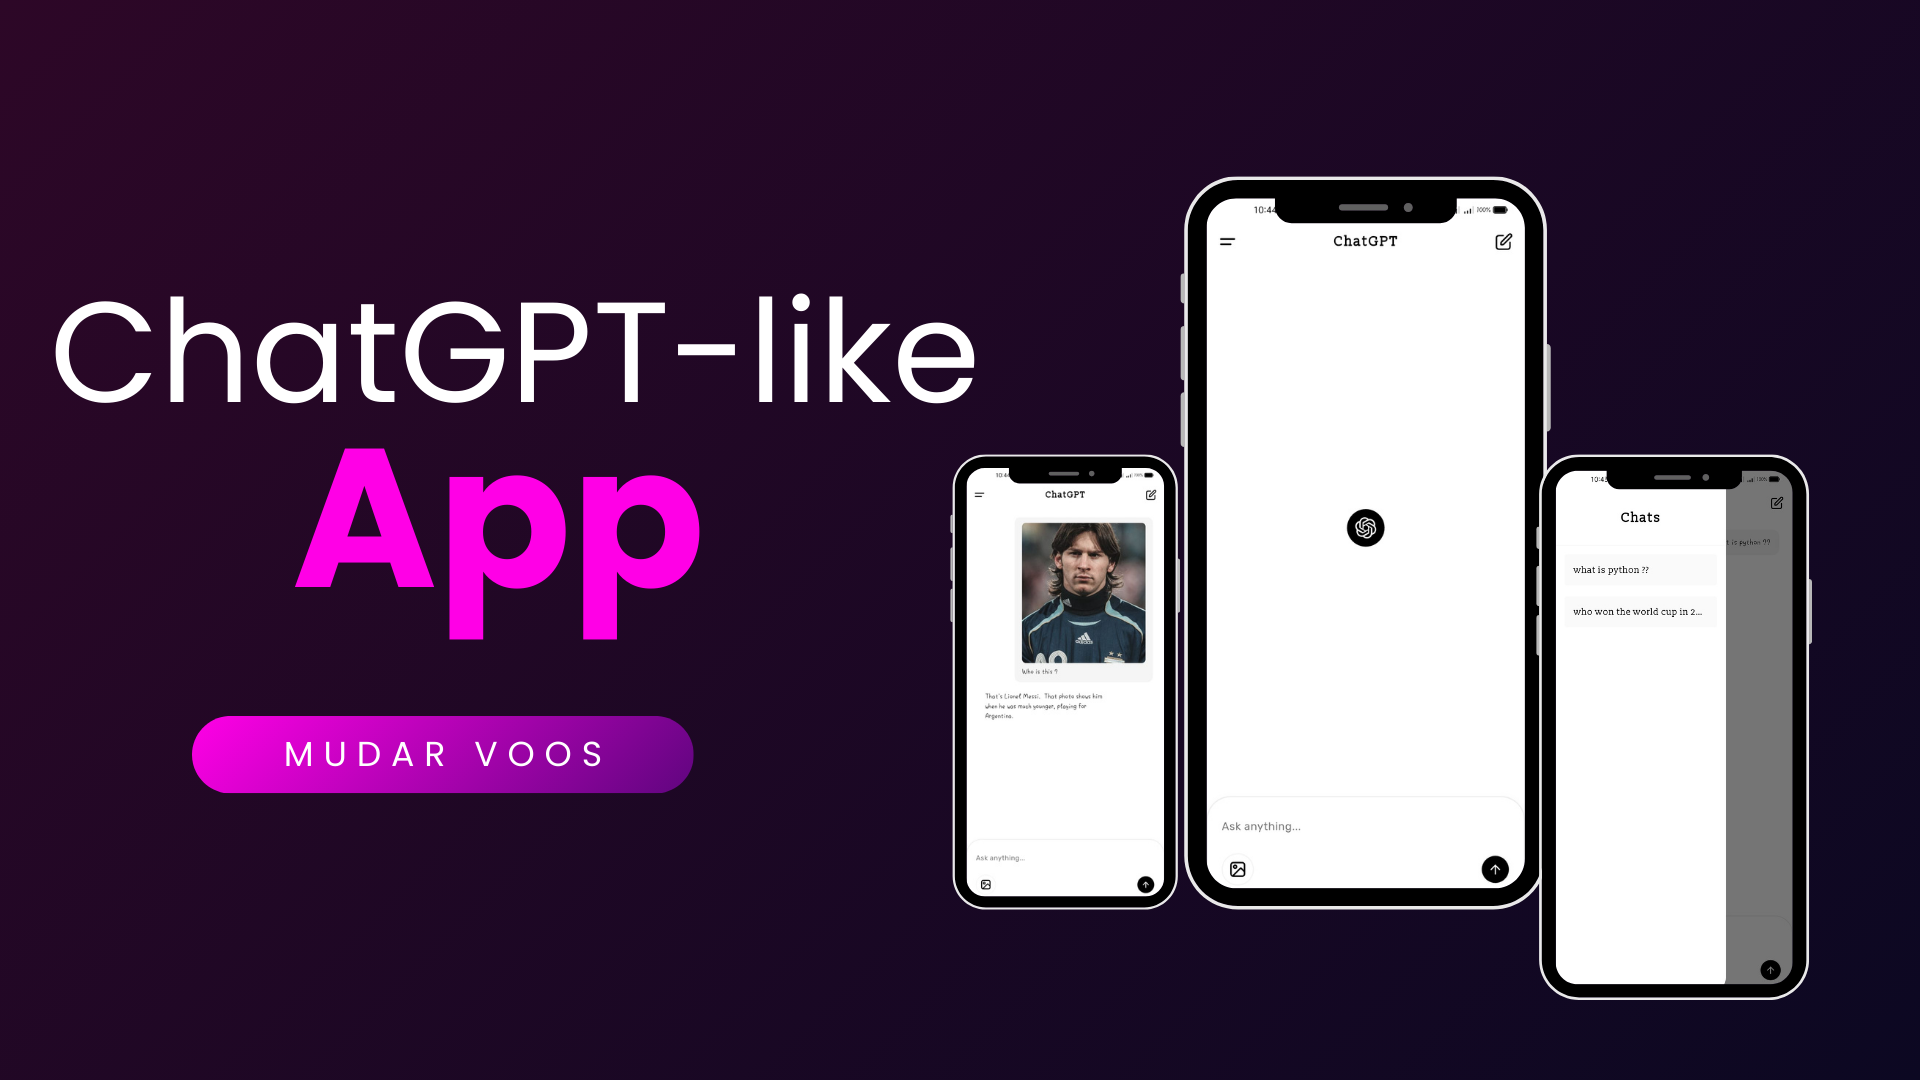 ChatGPT-like
App
MUDAR VOOS
10:44
ChatGPT
Who is this ?
That's Lionel Messi. That photo shows him
when he was much younger, playing for
Argentina.
Ask anything...
10:44
100%
ChatGPT
Ask anything...
10:45
100%
Chats
t is python ??
what is python ??
who won the world cup in 2...